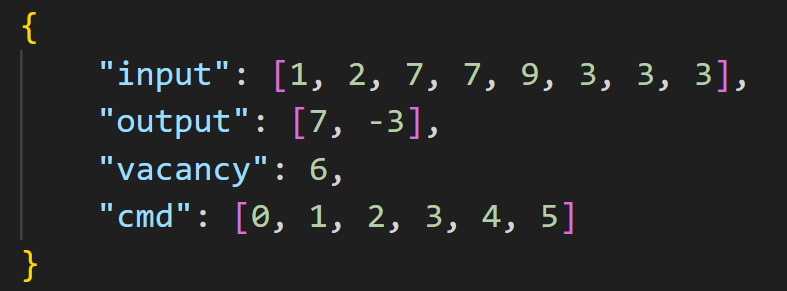 {
"input": [1, 2, 7, 7, 9, 3, 3, 3],
"output": [7, -3],
"vacancy": 6,
"cmd": [0, 1, 2, 3, 4, 5]
}